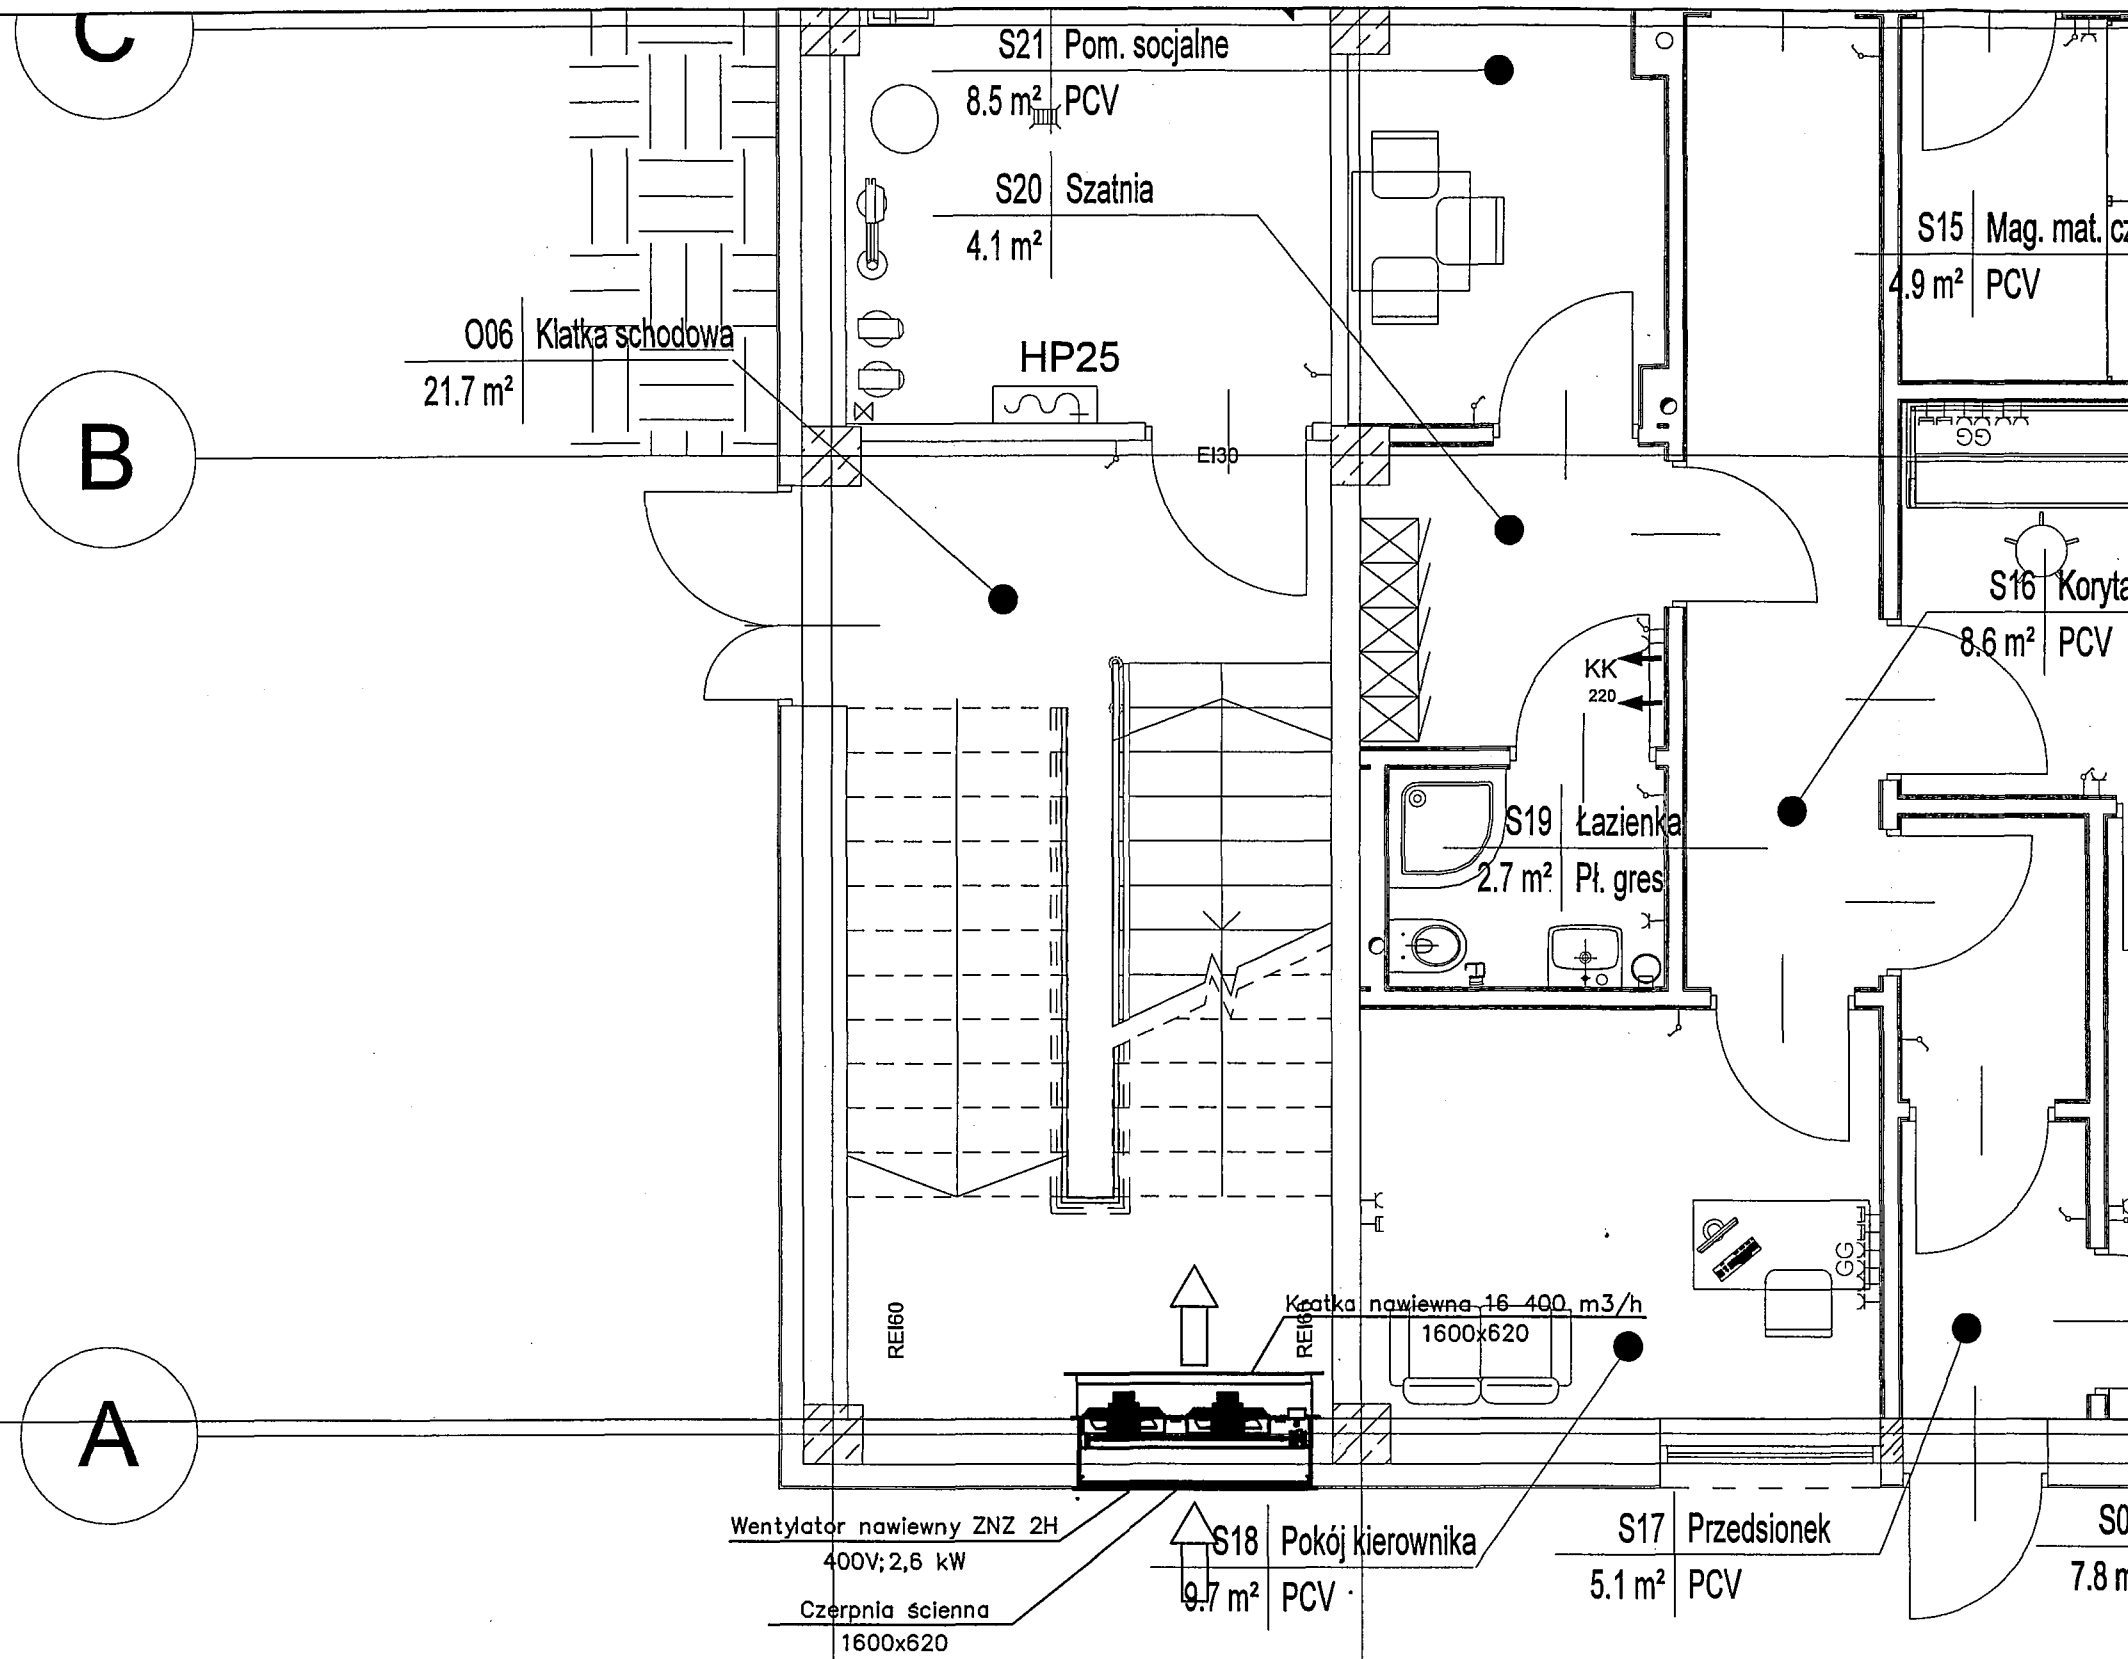 C
S21 Pom. socjalne
8.5 m² PCV
S20 Szatnia
4.1 m²
S15 Mag. mat.
4.9 m² PCV
O06 Klatka schodowa
21.7 m²
HP25
GG
B
EI30
S16
8.6 m² PCV
KK
220
S19 Łazienka
2.7 m² Pł. gres
GG
REI60
Kratka nawiewna 16 400 m3/h
1600x620
A
Wentylator nawiewny ZNZ 2H
400V; 2,6 kW
S18 Pokój kierownika
9.7 m² PCV
S17 Przedsionek
5.1 m² PCV
7.8
Czerpnia ścienna
1600x620